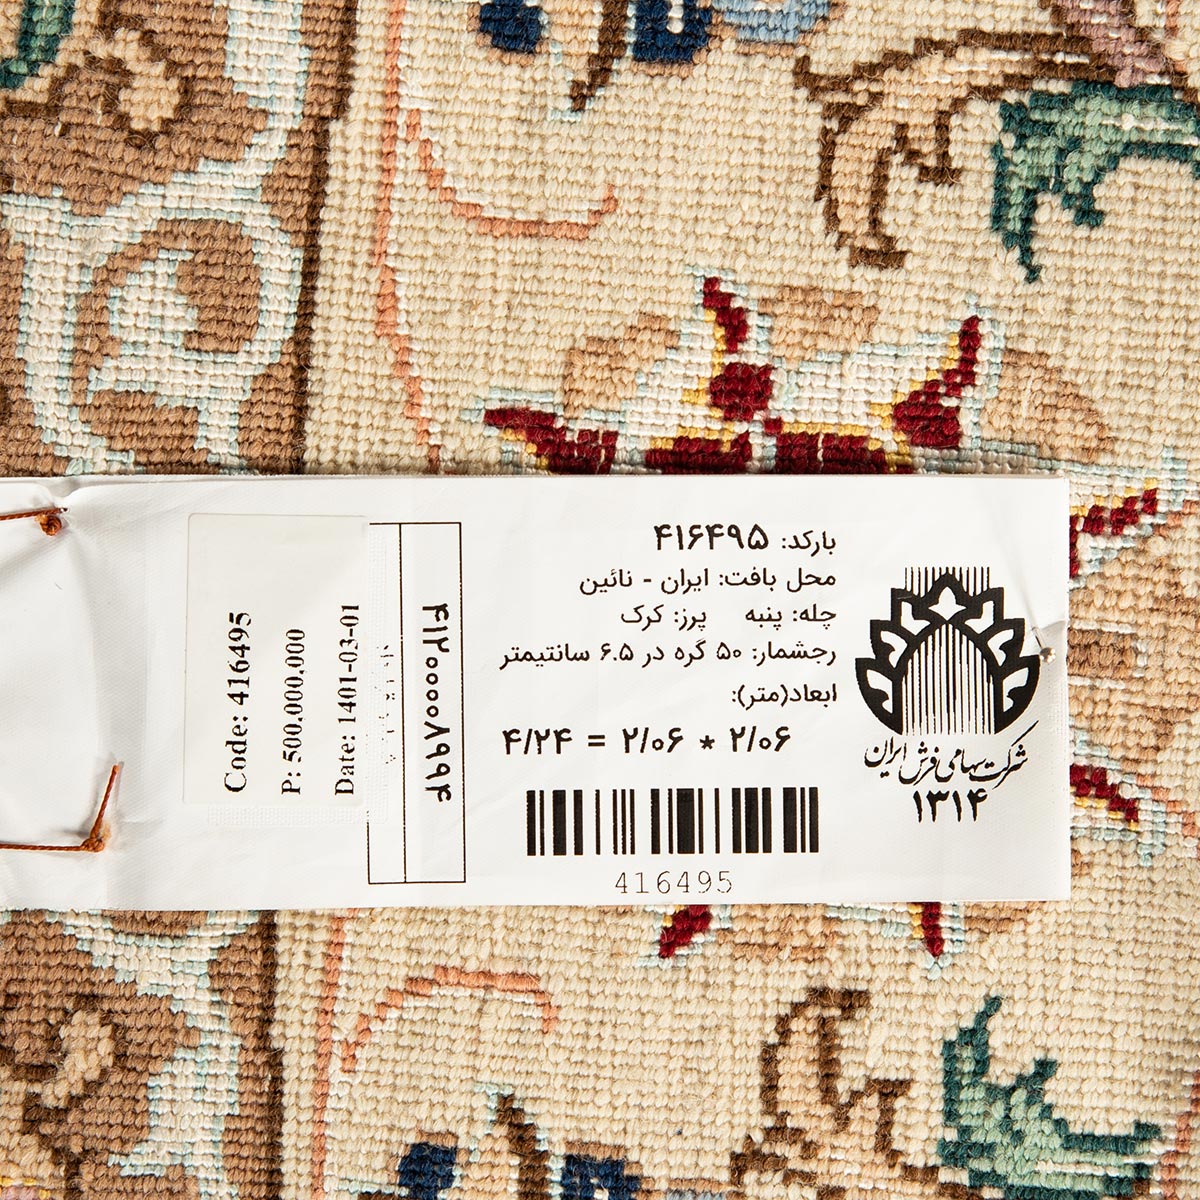 بارکد: ۴۱۶۴۹۵
محل بافت: ایران - نائین
چله: پنبه پرز: کرک
رجشمار: ۵۰ گره در ۶.۵ سانتیمتر
ابعاد(متر):
۲/۰۶ * ۲/۰۶ = ۴/۲۴
416495
شرکت سهامی فرش ایران
۱۳۱۴
۴۱۲۰۰۰۰۸۹۹۴
Code: 416495
P: 500.000.000
Date: 1401-03-01